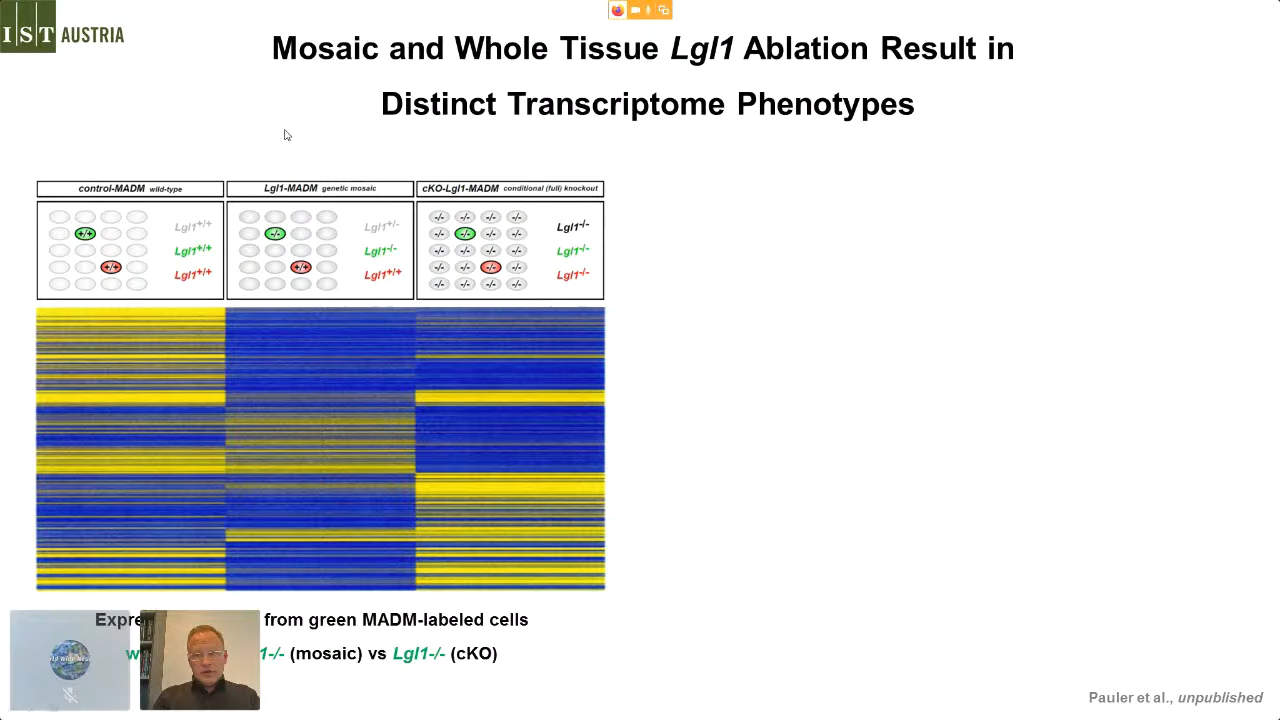 IST AUSTRIA
Mosaic and Whole Tissue Lgl1 Ablation Result in
Distinct Transcriptome Phenotypes
control-MADM wild-type
Lgl1-MADM genetic mosaic
cKO-Lgl1-MADM conditional (full) knockout
+/+
+/+
Lgl1+/+
Lgl1+/+
Lgl1+/+
-/-
+/+
Lgl1+/-
Lgl1-/-
Lgl1+/+
-/- -/- -/- -/-
-/- -/- -/- -/-
-/- -/- -/- -/-
-/- -/- -/- -/-
-/- -/- -/- -/-
Lgl1-/-
Lgl1-/-
Lgl1-/-
from green MADM-labeled cells
1-/- (mosaic) vs Lgl1-/- (cKO)
Pauler et al., unpublished